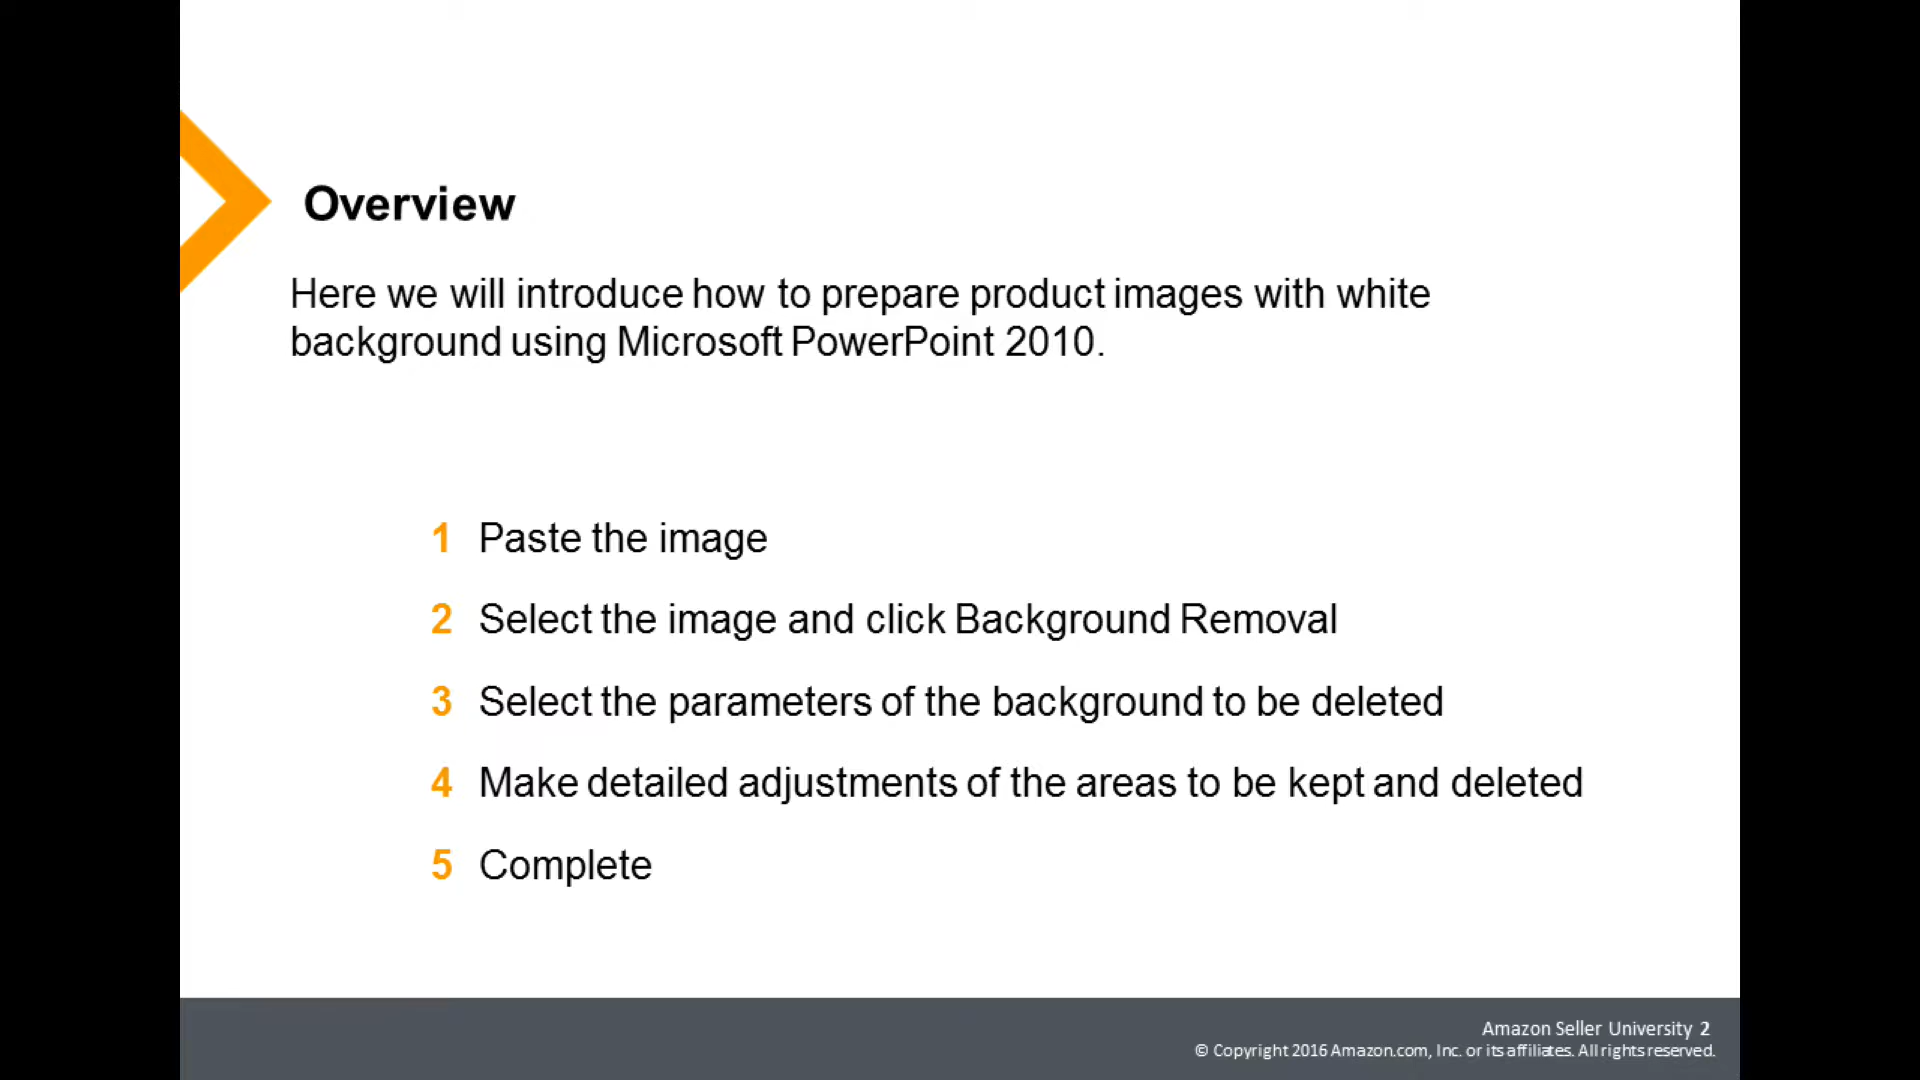 Overview
Here we will introduce how to prepare product images with white
background using Microsoft PowerPoint 2010.
1 Paste the image
2 Select the image and click Background Removal
3 Select the parameters of the background to be deleted
4 Make detailed adjustments of the areas to be kept and deleted
5 Complete
Amazon Seller University 2
© Copyright 2016 Amazon.com, Inc. or its affiliates. All rights reserved.